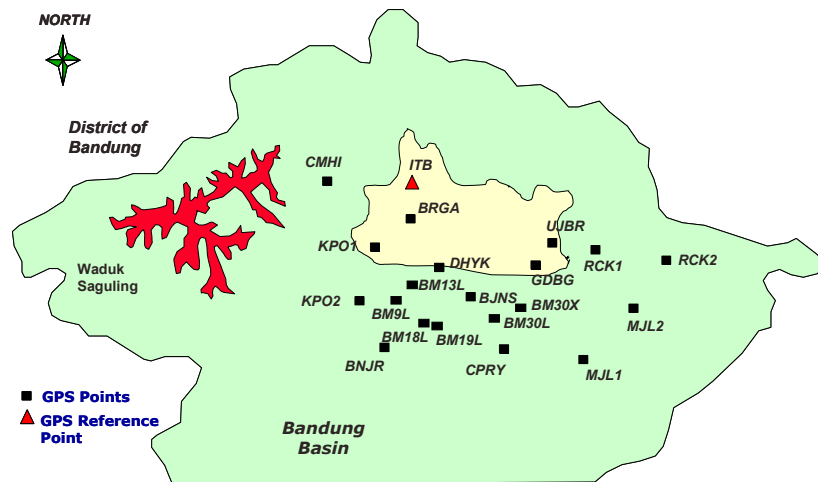 NORTH
District of
Bandung
CMHI
ITB
BRGA
UJBR
KPO1
DHYK
GDBG
RCK1
RCK2
Waduk
Saguling
KPO2
BM13L
BJNS
BM9L
BM30X
BM30L
MJL2
BM18L
BM19L
BNJR
CPRY
MJL1
GPS Points
GPS Reference
Point
Bandung
Basin